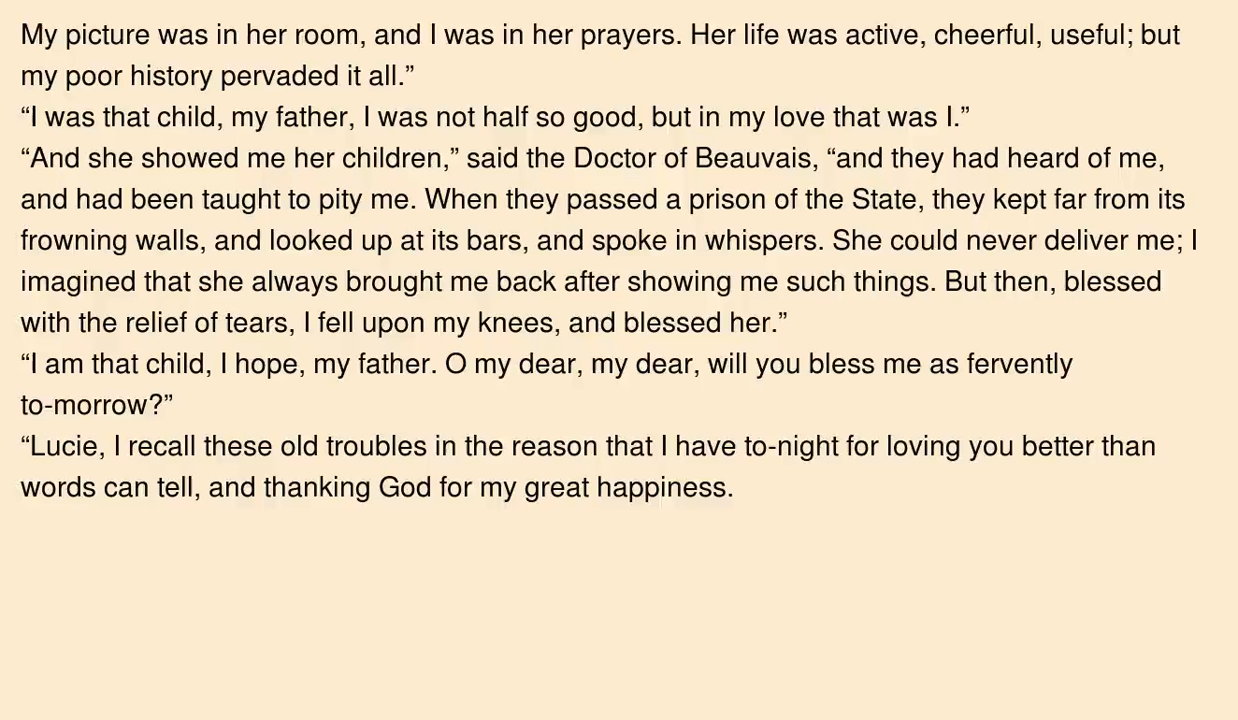 My picture was in her room, and I was in her prayers. Her life was active, cheerful, useful; but
my poor history pervaded it all.”
“I was that child, my father, I was not half so good, but in my love that was I.”
“And she showed me her children,” said the Doctor of Beauvais, “and they had heard of me,
and had been taught to pity me. When they passed a prison of the State, they kept far from its
frowning walls, and looked up at its bars, and spoke in whispers. She could never deliver me; I
imagined that she always brought me back after showing me such things. But then, blessed
with the relief of tears, I fell upon my knees, and blessed her.”
“I am that child, I hope, my father. O my dear, my dear, will you bless me as fervently
to-morrow?”
“Lucie, I recall these old troubles in the reason that I have to-night for loving you better than
words can tell, and thanking God for my great happiness.